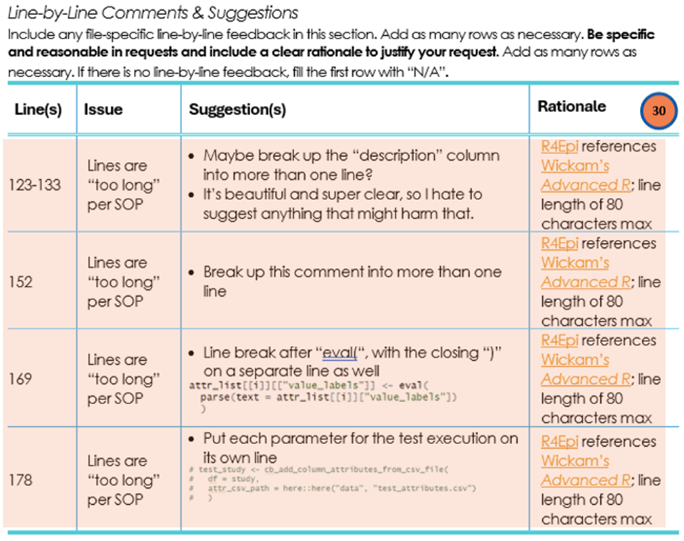 Line-by-Line Comments & Suggestions
Include any file-specific line-by-line feedback in this section. Add as many rows as necessary. Be specific
and reasonable in requests and include a clear rationale to justify your request. Add as many rows as
necessary. If there is no line-by-line feedback, fill the first row with "N/A".
Line(s) Issue Suggestion(s) Rationale 30
123-133
Lines are
"too long"
per SOP
• Maybe break up the "description" column
into more than one line?
• It's beautiful and super clear, so I hate to
suggest anything that might harm that.
R4Epi references
Wickam's
Advanced R; line
length of 80
characters max
152
Lines are
"too long"
per SOP
• Break up this comment into more than one
line
R4Epi references
Wickam's
Advanced R; line
length of 80
characters max
169
Lines are
"too long"
per SOP
• Line break after "eval(", with the closing ")"
on a separate line as well
attr_list[[i]][["value_labels"]] <- eval(
parse(text = attr_list[[i]]["value_labels"])
)
R4Epi references
Wickam's
Advanced R; line
length of 80
characters max
178
Lines are
"too long"
per SOP
• Put each parameter for the test execution on
its own line
# test_study <- cb_add_column_attributes_from_csv_file(
# df = study,
# attr_csv_path = here::here("data", "test_attributes.csv")
# )
R4Epi references
Wickam's
Advanced R; line
length of 80
characters max